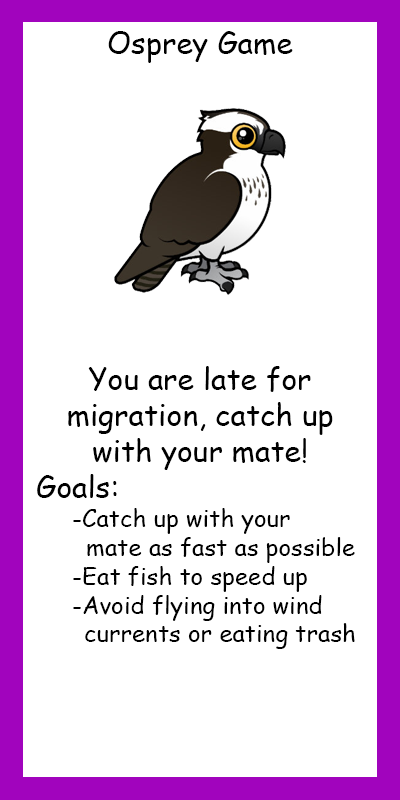 Osprey Game
You are late for
migration, catch up
with your mate!
Goals:
-Catch up with your
mate as fast as possible
-Eat fish to speed up
-Avoid flying into wind
currents or eating trash